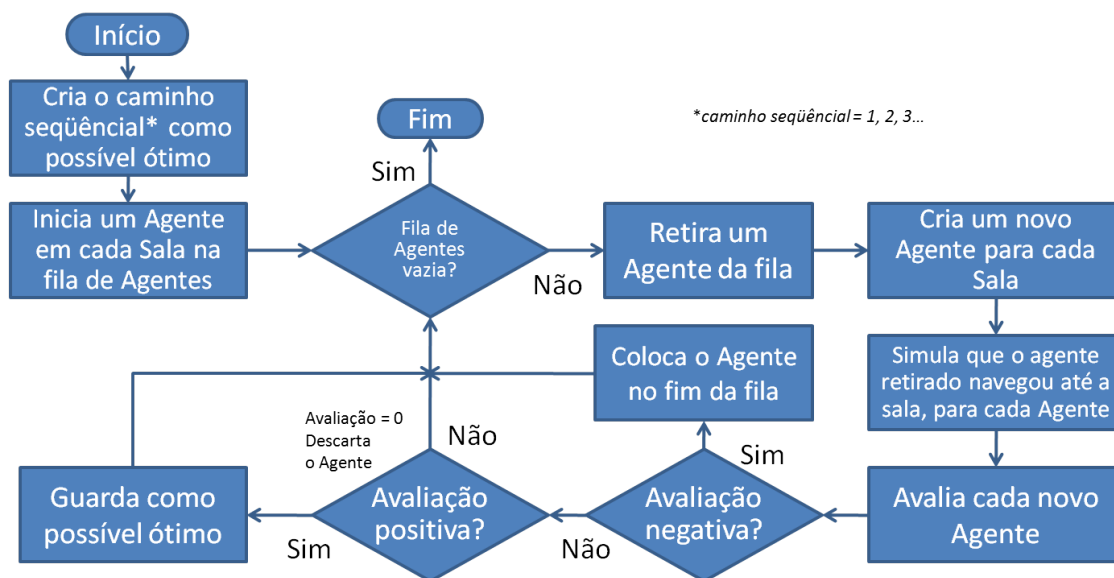 Início
Cria o caminho
seqüêncial* como
possível ótimo
Inicia um Agente
em cada Sala na
fila de Agentes
Fim
*caminho seqüêncial = 1, 2, 3...
Sim
Fila de
Agentes
vazia?
Não
Retira um
Agente da fila
Cria um novo
Agente para cada
Sala
Simula que o agente
retirado navegou até a
sala, para cada Agente
Avalia cada novo
Agente
Avaliação
negativa?
Sim
Coloca o Agente
no fim da fila
Não
Avaliação
positiva?
Não
Avaliação = 0
Descarta
o Agente
Sim
Guarda como
possível ótimo